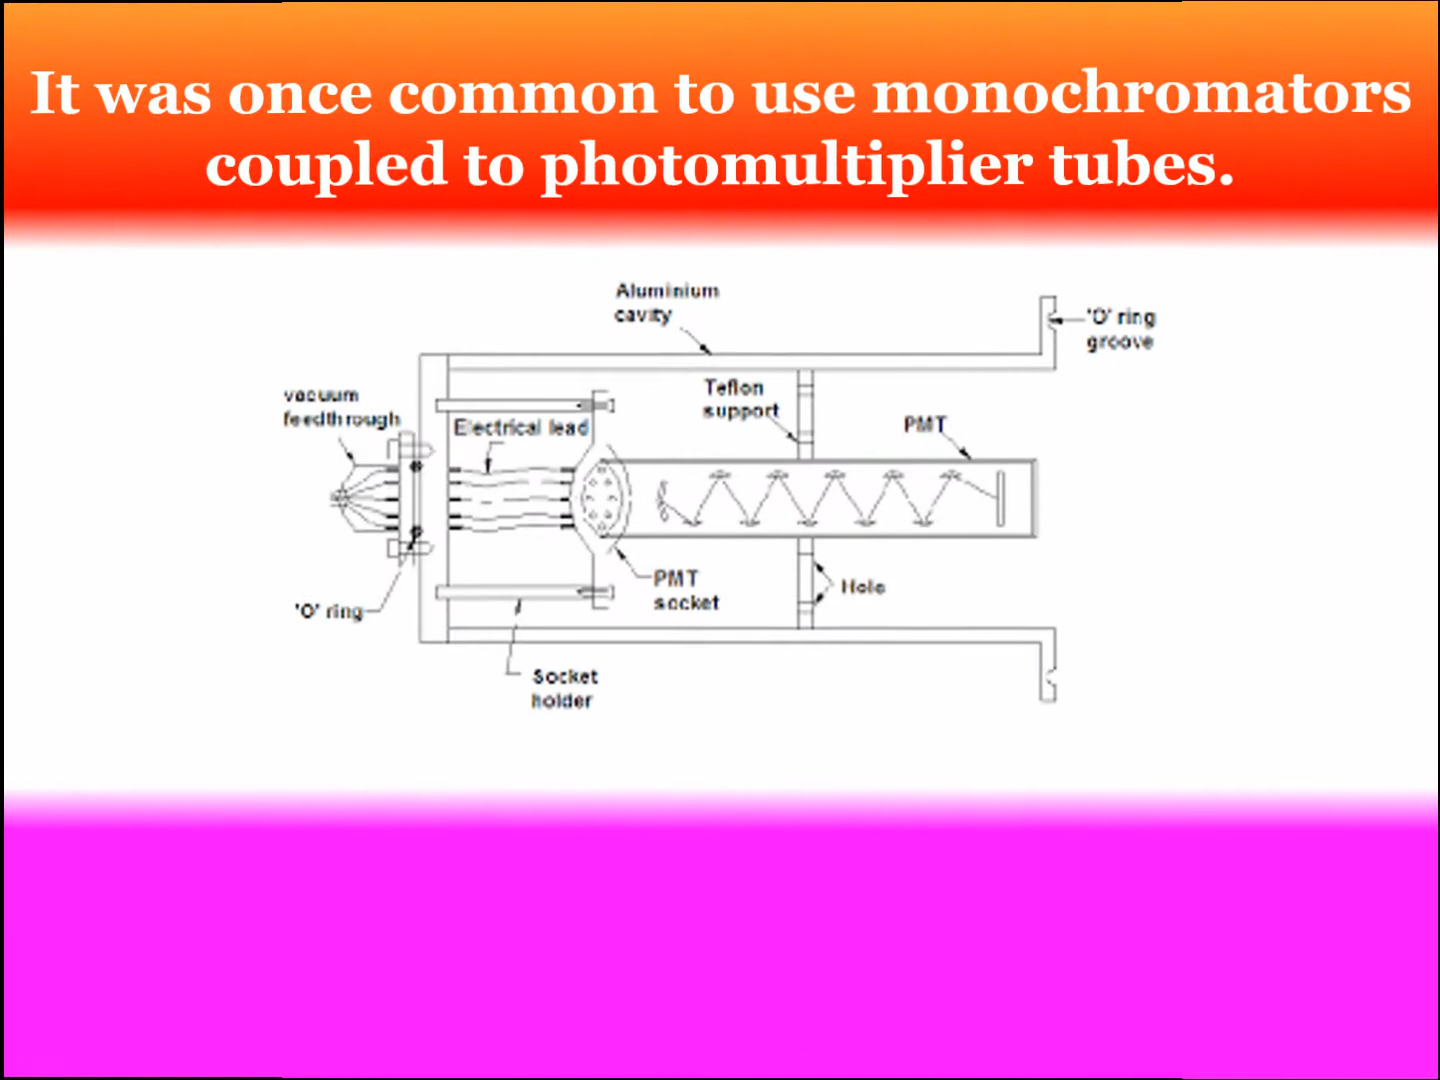 It was once common to use monochromators
coupled to photomultiplier tubes.
Aluminium
cavity
'O' ring
groove
vacuum
feedthrough
Electrical lead
Teflon
support
PMT
PMT
socket
Hole
'O' ring
Socket
holder